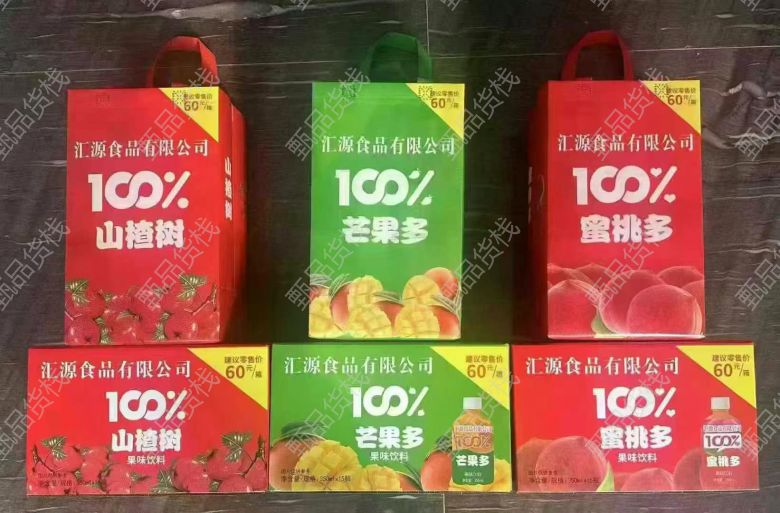 建议零售价
60元/箱
汇源食品有限公司
100%
山楂树
山楂树
建议零售价
60元/箱
汇源食品有限公司
100%
芒果多
建议零售价
60元/箱
汇源食品有限公司
100%
蜜桃多
建议零售价
60元/箱
汇源食品有限公司
100%
山楂树
果味饮料
建议零售价
60元/箱
汇源食品有限公司
100%
芒果多
果味饮料
100%
芒果多
建议零售价
60元/箱
汇源食品有限公司
100%
蜜桃多
果味饮料
100%
蜜桃多
甄品货栈